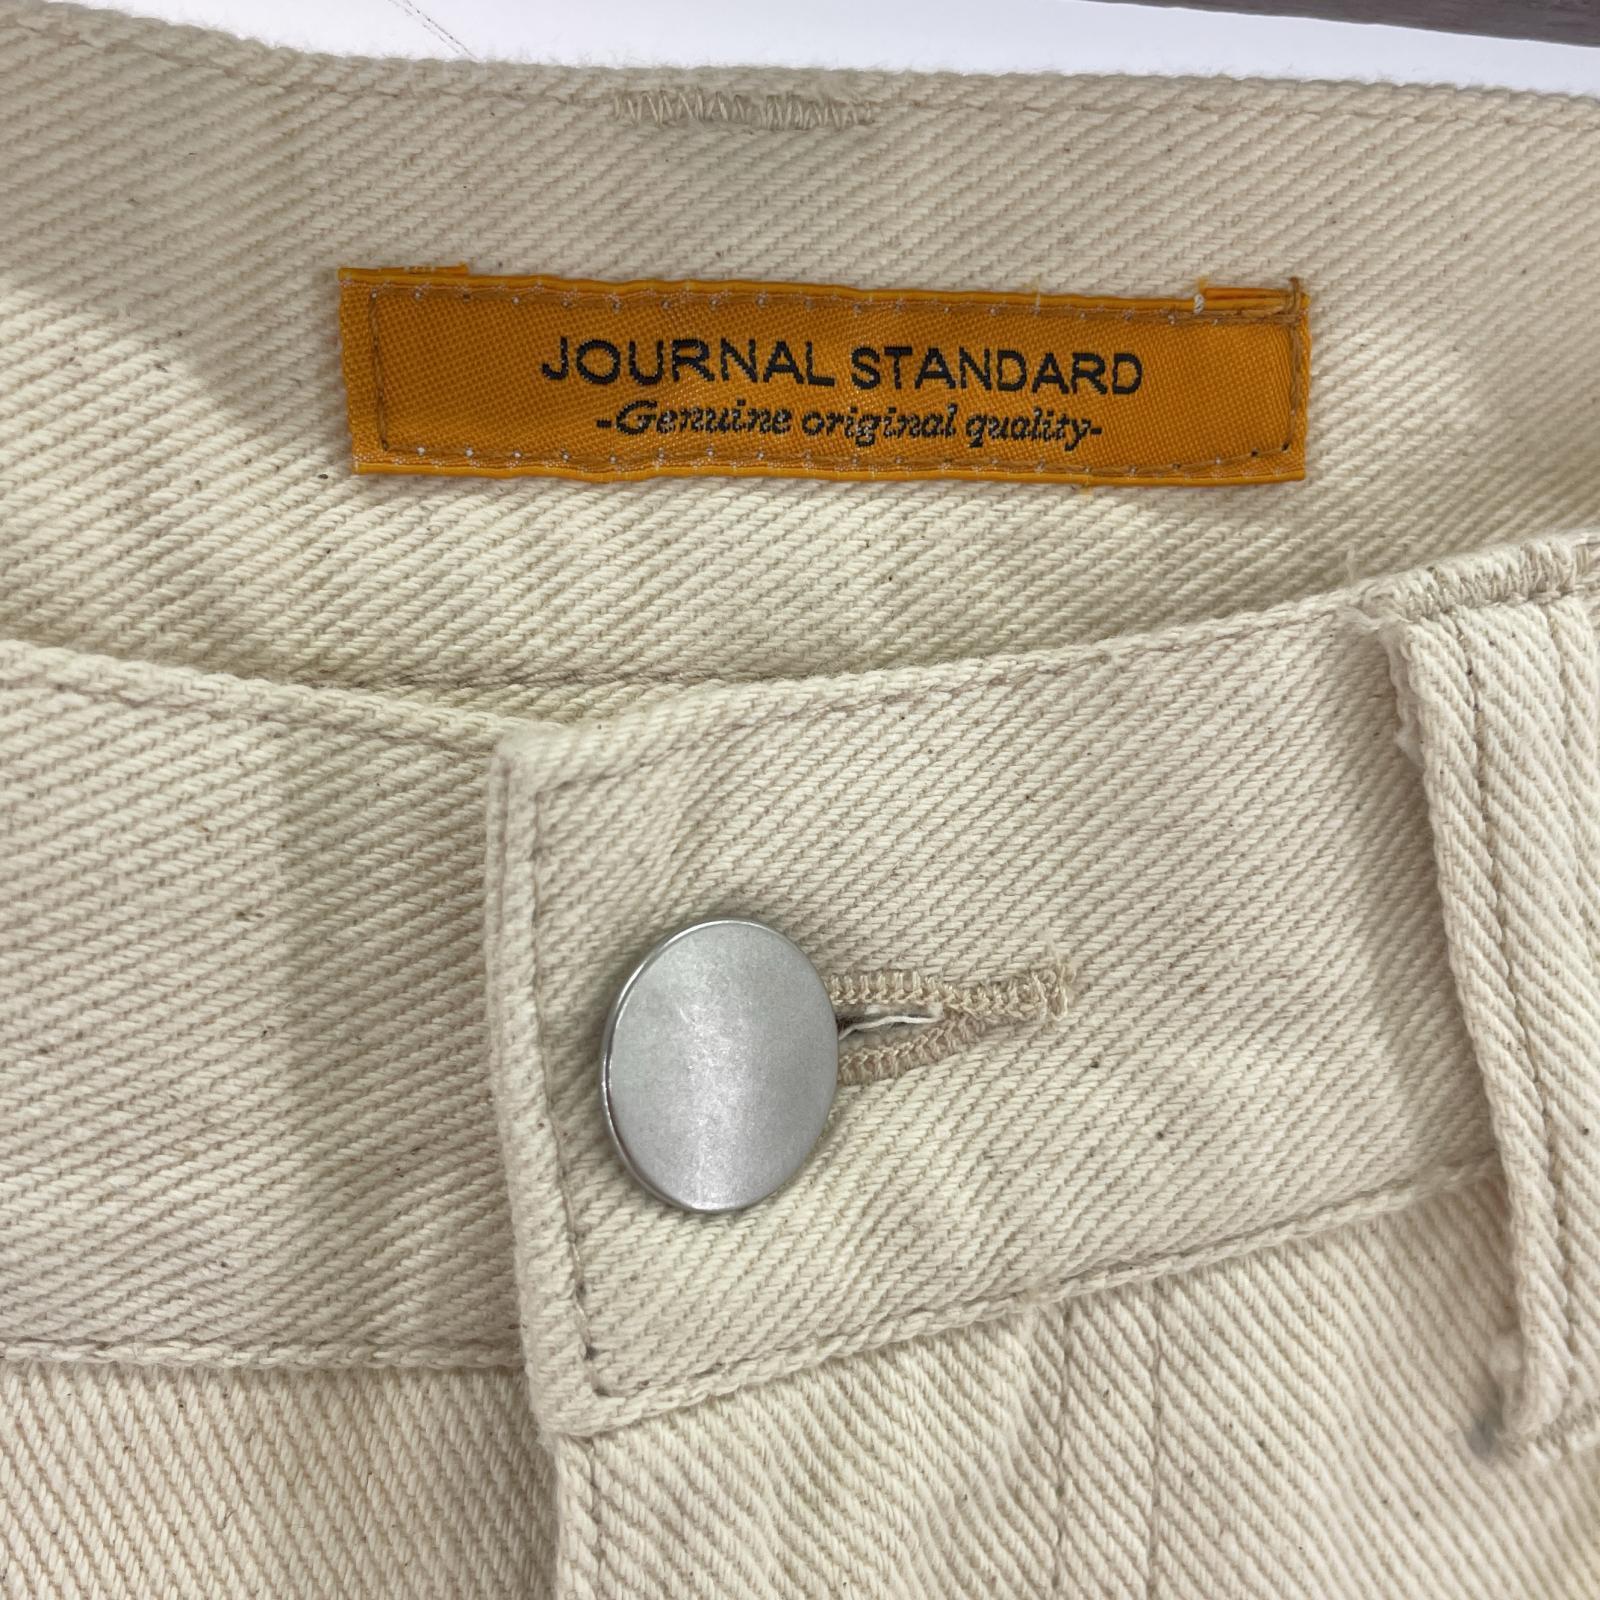 JOURNAL STANDARD
-Genuine original quality-